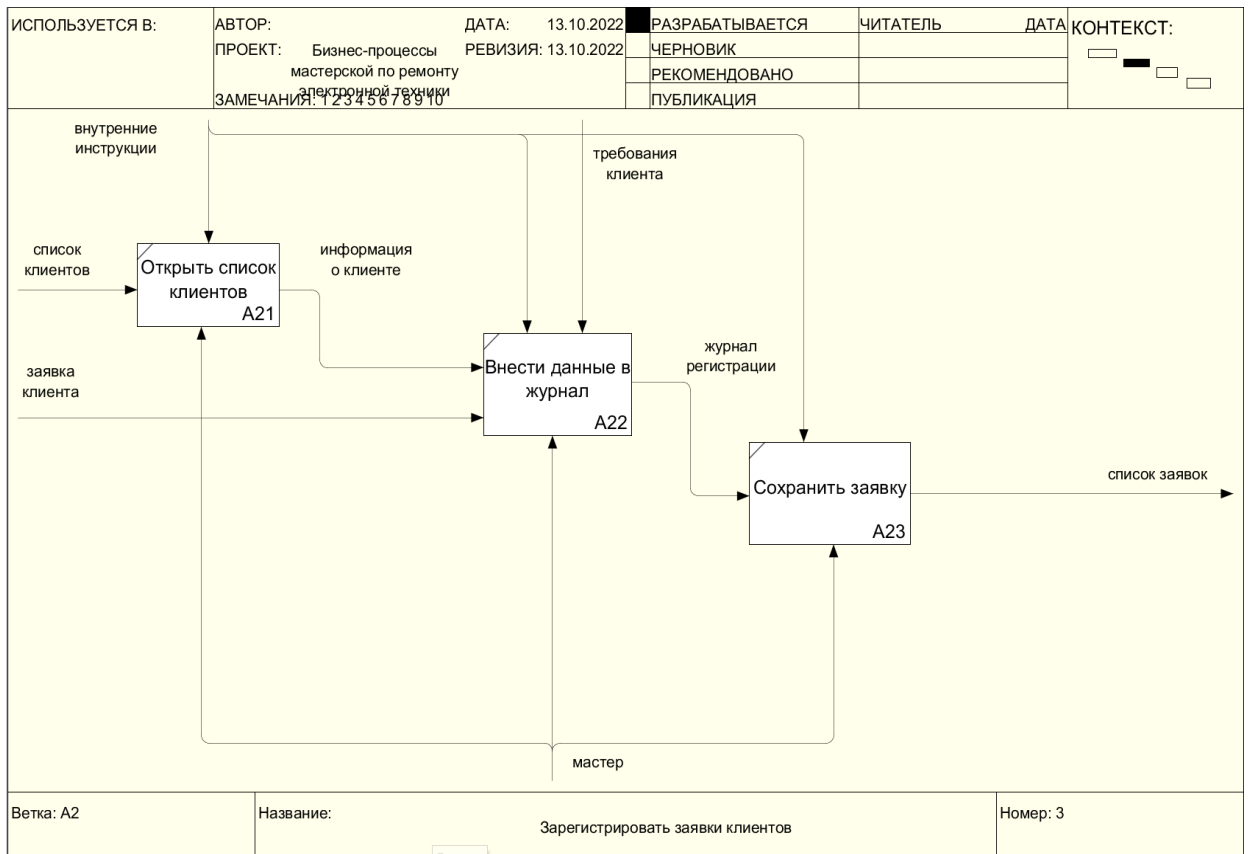 ИСПОЛЬЗУЕТСЯ В:
АВТОР:
ДАТА: 13.10.2022
ПРОЕКТ: Бизнес-процессы
мастерской по ремонту
электронной техники
РЕВИЗИЯ: 13.10.2022
ЗАМЕЧАНИЯ: 1 2 3 4 5 6 7 8 9 10
РАЗРАБАТЫВАЕТСЯ
ЧЕРНОВИК
РЕКОМЕНДОВАНО
ПУБЛИКАЦИЯ
ЧИТАТЕЛЬ
ДАТА
КОНТЕКСТ:
внутренние
инструкции
требования
клиента
список
клиентов
Открыть список
клиентов
A21
информация
о клиенте
заявка
клиента
Внести данные в
журнал
A22
журнал
регистрации
Сохранить заявку
A23
список заявок
мастер
Ветка: A2
Название:
Зарегистрировать заявки клиентов
Номер: 3